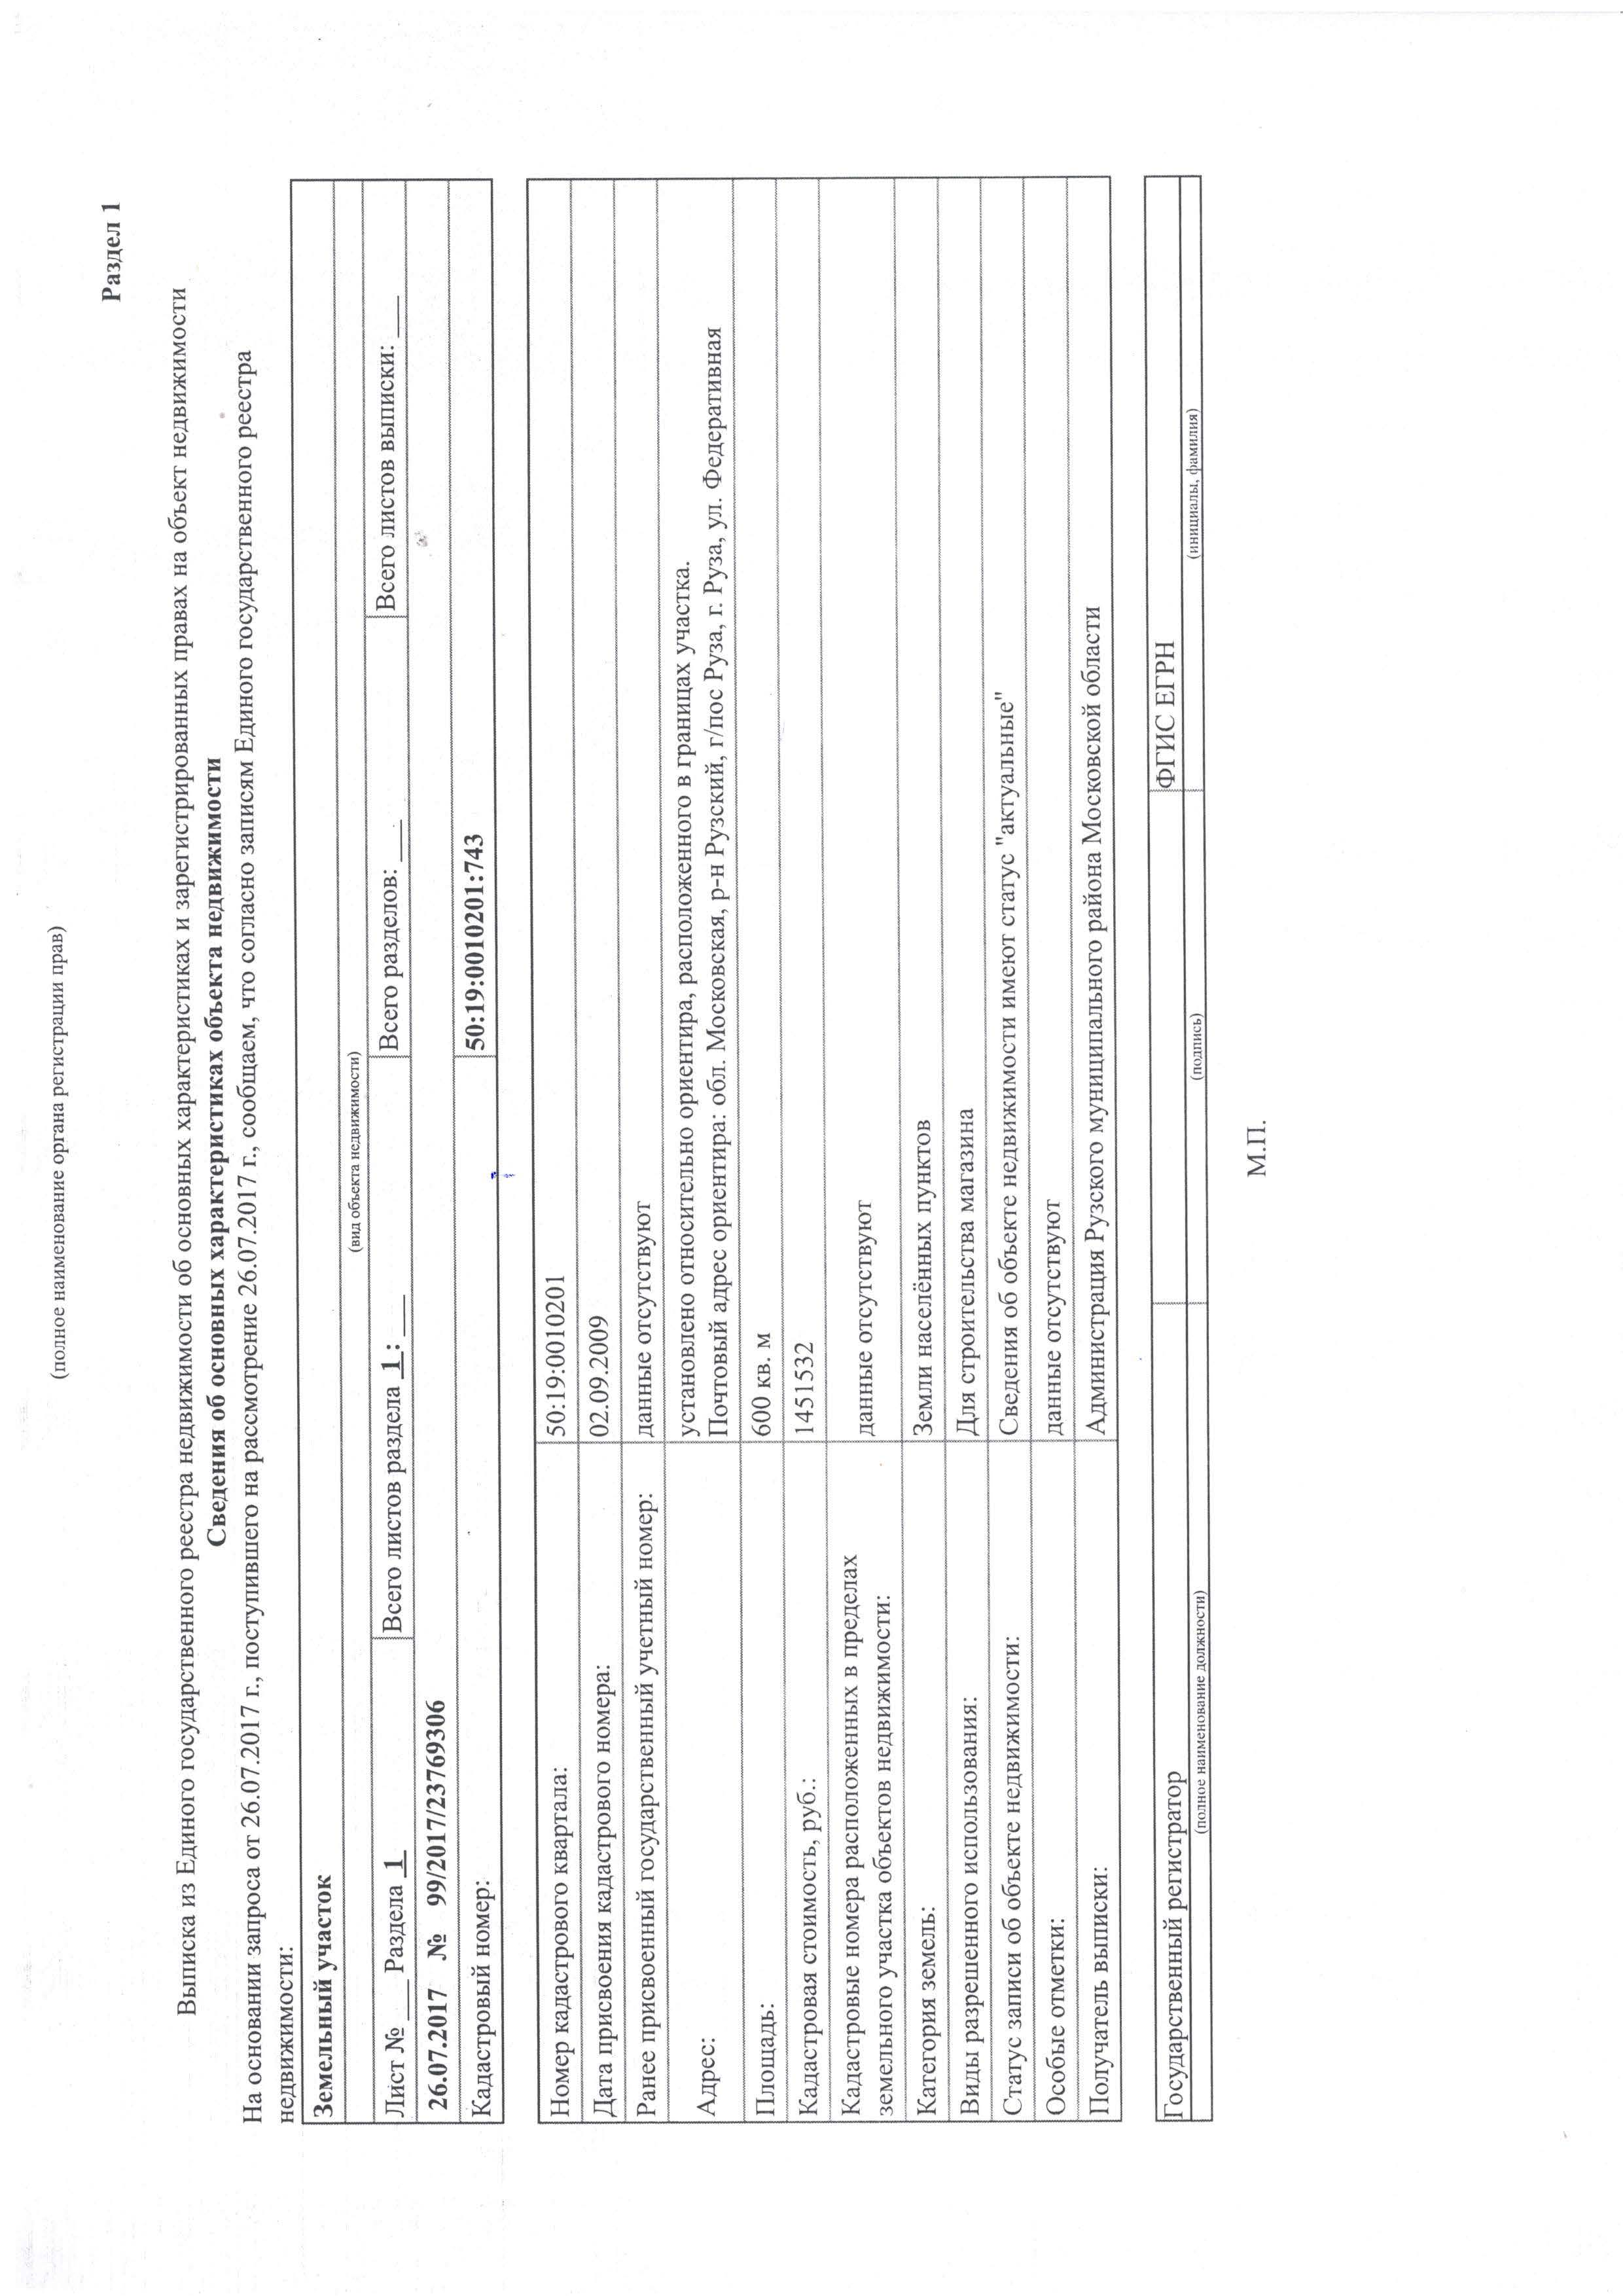 (полное наименование органа регистрации прав)
Раздел 1
Выписка из Единого государственного реестра недвижимости об основных характеристиках и зарегистрированных правах на объект недвижимости
Сведения об основных характеристиках объекта недвижимости
На основании запроса от 26.07.2017 г., поступившего на рассмотрение 26.07.2017 г., сообщаем, что согласно записям Единого государственного реестра
недвижимости:
Земельный участок
(вид объекта недвижимости)
Лист № ___ Раздела 1 Всего листов раздела 1 : ___ Всего разделов: ___ Всего листов выписки: ___
26.07.2017 № 99/2017/23769306
Кадастровый номер: 50:19:0010201:743
Номер кадастрового квартала: 50:19:0010201
Дата присвоения кадастрового номера: 02.09.2009
Ранее присвоенный государственный учетный номер: данные отсутствуют
Адрес: установлено относительно ориентира, расположенного в границах участка.
Почтовый адрес ориентира: обл. Московская, р-н Рузский, г/пос Руза, г. Руза, ул. Федеративная
Площадь: 600 кв. м
Кадастровая стоимость, руб.: 1451532
Кадастровые номера расположенных в пределах
земельного участка объектов недвижимости: данные отсутствуют
Категория земель: Земли населённых пунктов
Виды разрешенного использования: Для строительства магазина
Статус записи об объекте недвижимости: Сведения об объекте недвижимости имеют статус "актуальные"
Особые отметки: данные отсутствуют
Получатель выписки: Администрация Рузского муниципального района Московской области
Государственный регистратор ФГИС ЕГРН
(полное наименование должности) (подпись) (инициалы, фамилия)
М.П.